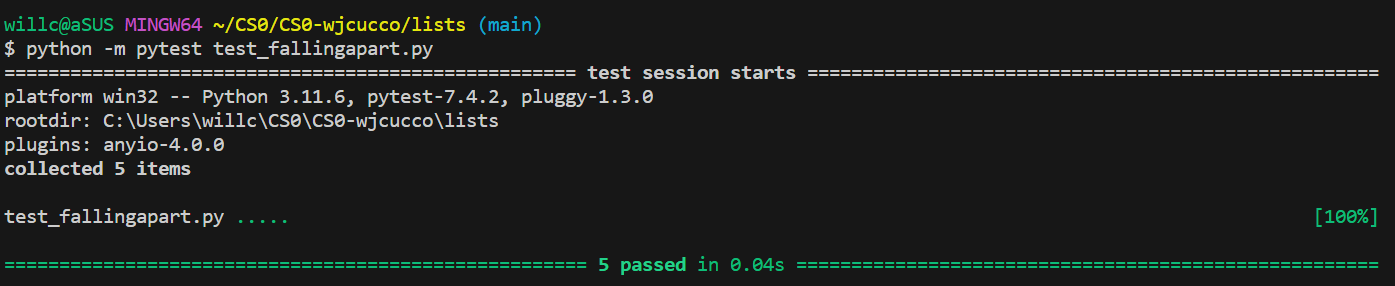 willc@aSUS MINGW64 ~/CS0/CS0-wjcucco/lists (main)
$ python -m pytest test_fallingapart.py
==================================================== test session starts ====================================================
platform win32 -- Python 3.11.6, pytest-7.4.2, pluggy-1.3.0
rootdir: C:\Users\willc\CS0\CS0-wjcucco\lists
plugins: anyio-4.0.0
collected 5 items

test_fallingapart.py ..... [100%]

===================================================== 5 passed in 0.04s =====================================================